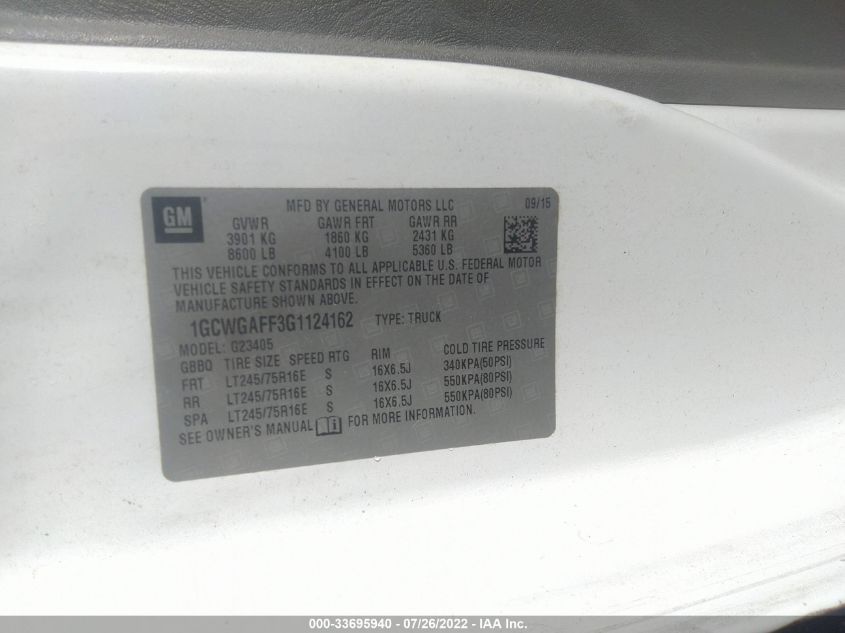 GM
MFD BY GENERAL MOTORS LLC 09/15
GVWR GAWR FRT GAWR RR
3901 KG 1860 KG 2431 KG
8600 LB 4100 LB 5360 LB
THIS VEHICLE CONFORMS TO ALL APPLICABLE U.S. FEDERAL MOTOR
VEHICLE SAFETY STANDARDS IN EFFECT ON THE DATE OF
MANUFACTURE SHOWN ABOVE.
1GCWGAFF3G1124162 TYPE: TRUCK
MODEL: G23405
GBBQ TIRE SIZE SPEED RTG RIM COLD TIRE PRESSURE
FRT LT245/75R16E S 16X6.5J 340KPA(50PSI)
RR LT245/75R16E S 16X6.5J 550KPA(80PSI)
SPA LT245/75R16E S 16X6.5J 550KPA(80PSI)
SEE OWNER'S MANUAL FOR MORE INFORMATION.
000-33695940 - 07/26/2022 - IAA Inc.